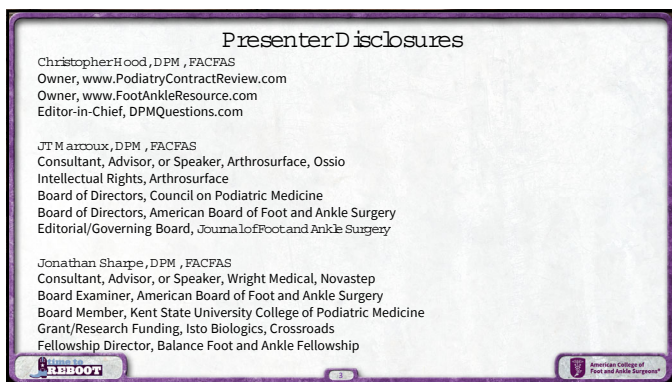 Presenter Disclosures
Christopher Hood, DPM, FACFAS
Owner, www.PodiatryContractReview.com
Owner, www.FootAnkleResource.com
Editor-in-Chief, DPMQuestions.com
JT Marcoux, DPM, FACFAS
Consultant, Advisor, or Speaker, Arthrosurface, Ossio
Intellectual Rights, Arthrosurface
Board of Directors, Council on Podiatric Medicine
Board of Directors, American Board of Foot and Ankle Surgery
Editorial/Governing Board, Journal of Foot and Ankle Surgery
Jonathan Sharpe, DPM, FACFAS
Consultant, Advisor, or Speaker, Wright Medical, Novastep
Board Examiner, American Board of Foot and Ankle Surgery
Board Member, Kent State University College of Podiatric Medicine
Grant/Research Funding, Isto Biologics, Crossroads
Fellowship Director, Balance Foot and Ankle Fellowship
time to
REBOOT
3
American College of
Foot and Ankle Surgeons®